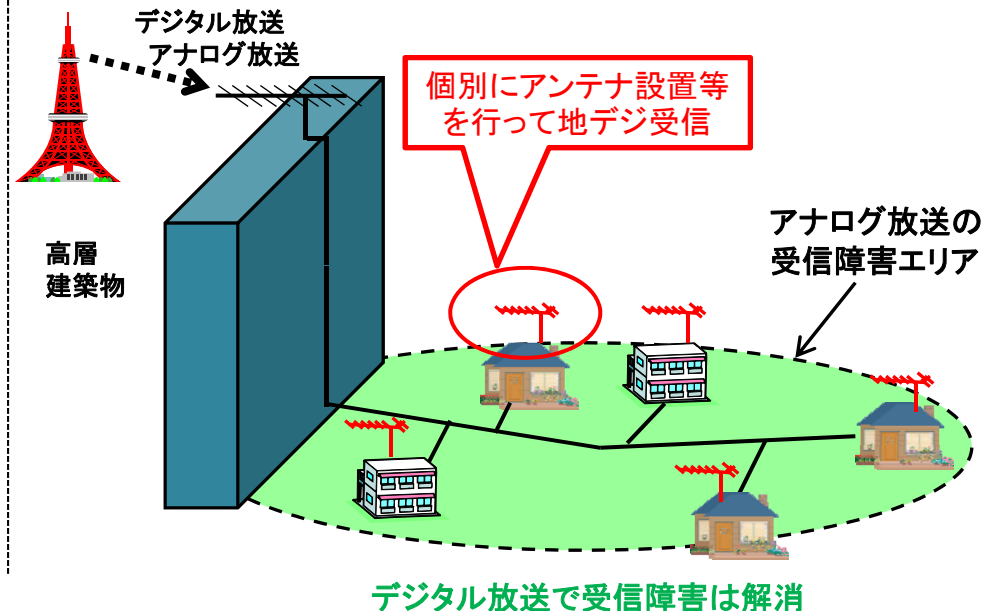 デジタル放送
アナログ放送
個別にアンテナ設置等
を行って地デジ受信
高層
建築物
アナログ放送の
受信障害エリア
デジタル放送で受信障害は解消